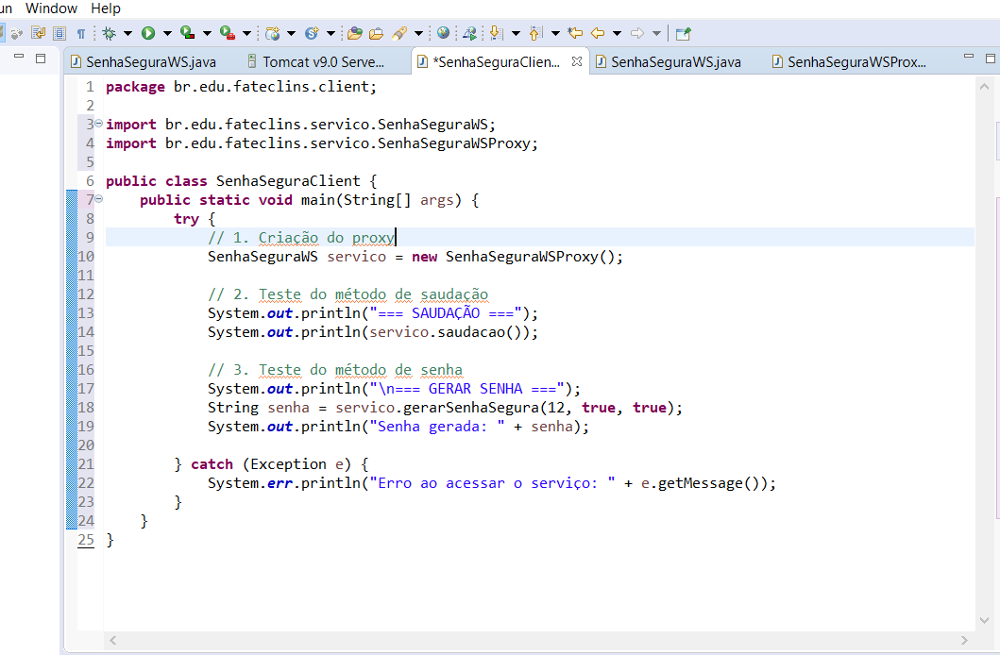 un Window Help
SenhaSeguraWS.java Tomcat v9.0 Serve... *SenhaSeguraClien... SenhaSeguraWS.java SenhaSeguraWSProx...
1 package br.edu.fateclins.client;
2
3 import br.edu.fateclins.servico.SenhaSeguraWS;
4 import br.edu.fateclins.servico.SenhaSeguraWSProxy;
5
6 public class SenhaSeguraClient {
7 public static void main(String[] args) {
8 try {
9 // 1. Criação do proxy
10 SenhaSeguraWS servico = new SenhaSeguraWSProxy();
11
12 // 2. Teste do método de saudação
13 System.out.println("=== SAUDAÇÃO ===");
14 System.out.println(servico.saudacao());
15
16 // 3. Teste do método de senha
17 System.out.println("\n=== GERAR SENHA ===");
18 String senha = servico.gerarSenhaSegura(12, true, true);
19 System.out.println("Senha gerada: " + senha);
20
21 } catch (Exception e) {
22 System.err.println("Erro ao acessar o serviço: " + e.getMessage());
23 }
24 }
25 }